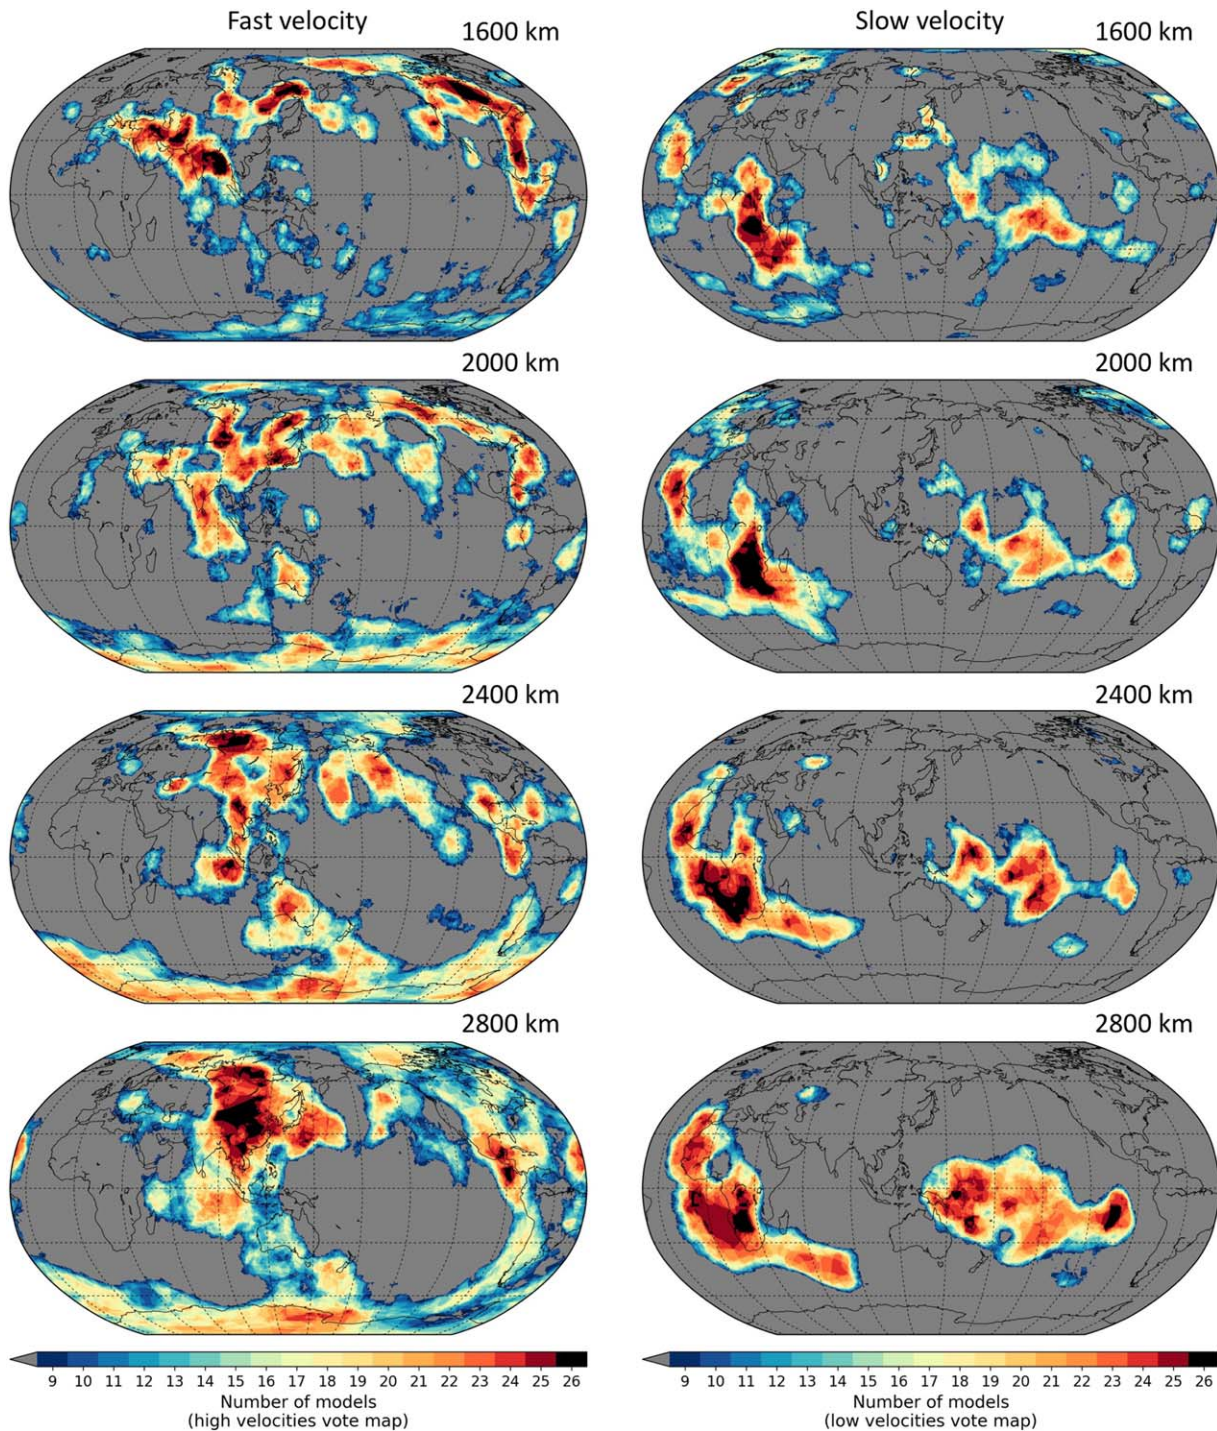 Fast velocity
Slow velocity
1600 km
1600 km
2000 km
2000 km
2400 km
2400 km
2800 km
2800 km
9 10 11 12 13 14 15 16 17 18 19 20 21 22 23 24 25 26
Number of models
(high velocities vote map)
9 10 11 12 13 14 15 16 17 18 19 20 21 22 23 24 25 26
Number of models
(low velocities vote map)